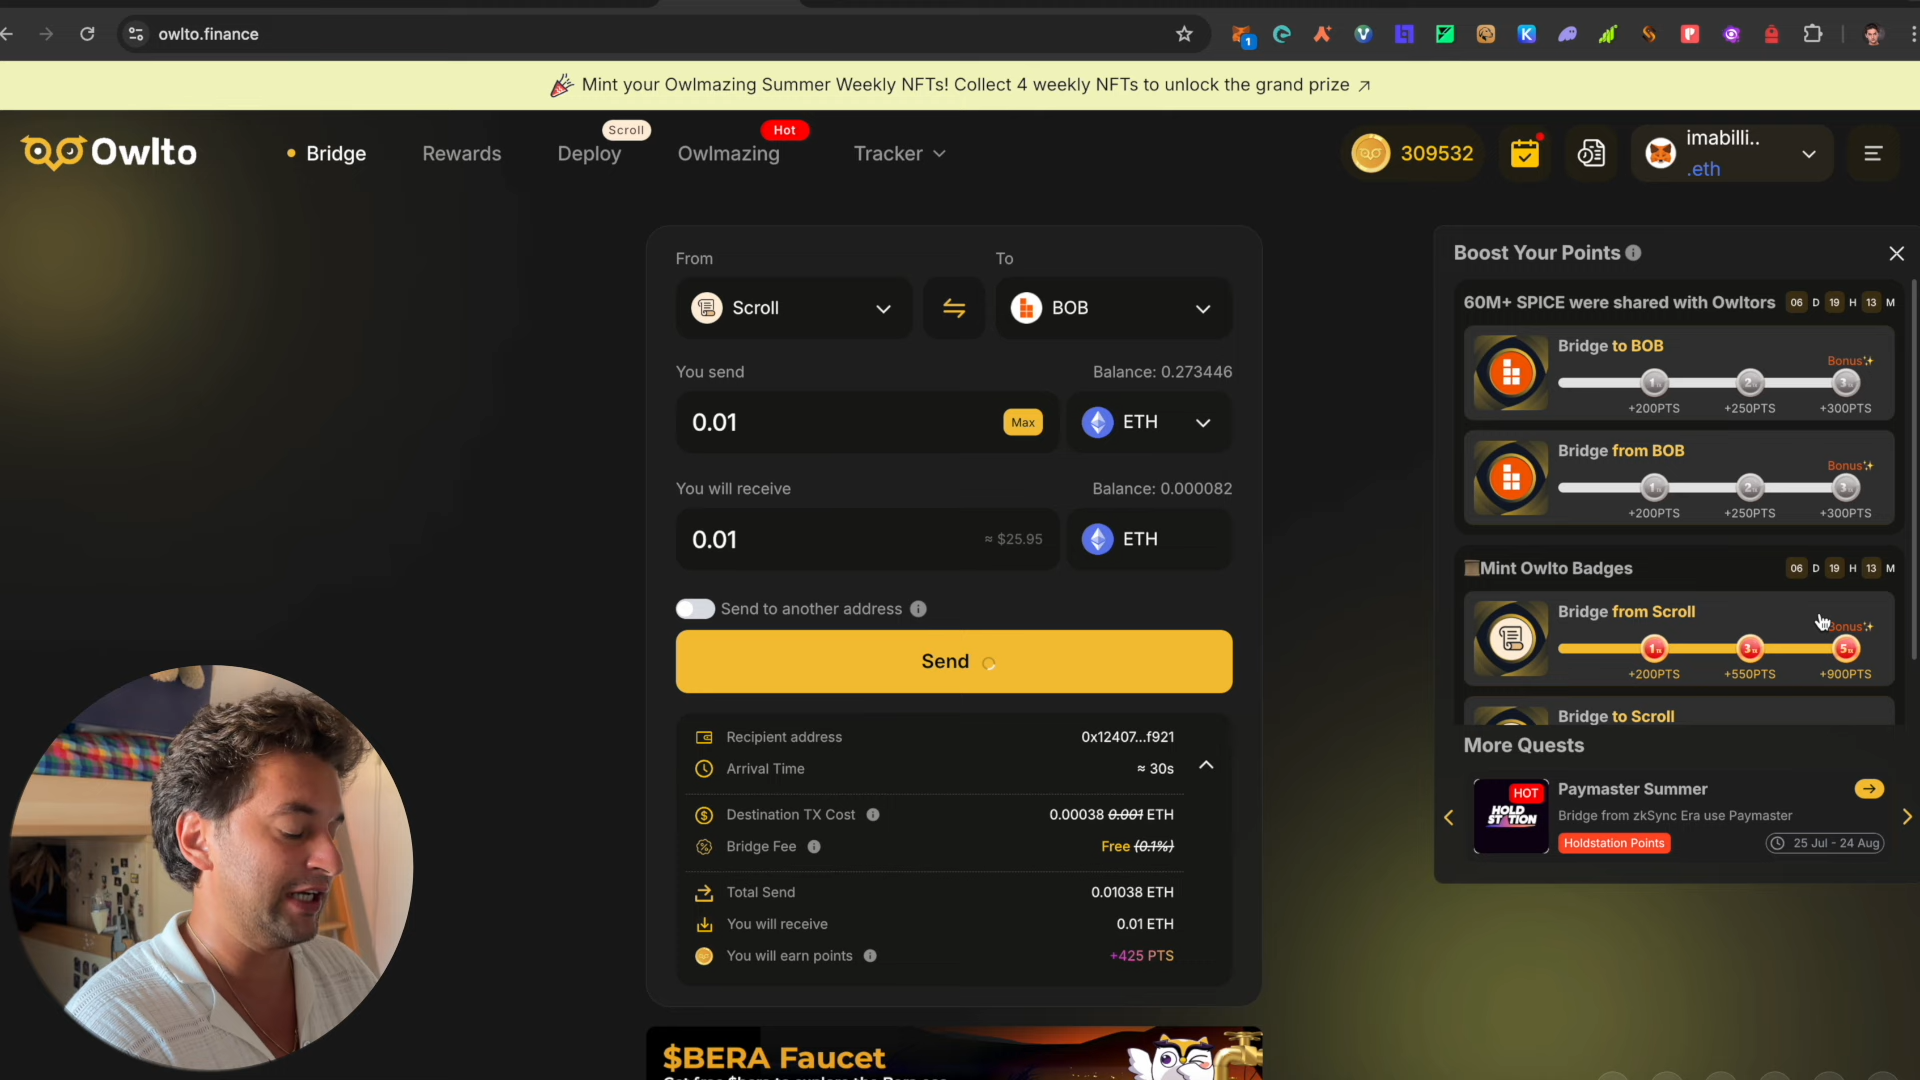 owlto.finance
1
Mint your Owlmazing Summer Weekly NFTs! Collect 4 weekly NFTs to unlock the grand prize ↗
Owlto
Bridge
Rewards
Scroll
Deploy
Hot
Owlmazing
Tracker
309532
imabilli..
.eth
From
To
Scroll
BOB
You send
Balance: 0.273446
0.01
Max
ETH
You will receive
Balance: 0.000082
0.01
≈ $25.95
ETH
Send to another address
Send
Recipient address
0x12407...f921
Arrival Time
≈ 30s
Destination TX Cost
0.00038 0.001 ETH
Bridge Fee
Free (0.1%)
Total Send
0.01038 ETH
You will receive
0.01 ETH
You will earn points
+425 PTS
$BERA Faucet
Boost Your Points
60M+ SPICE were shared with Owltors
06 D 19 H 13 M
Bridge to BOB
Bonus
+200PTS
+250PTS
+300PTS
Bridge from BOB
Bonus
+200PTS
+250PTS
+300PTS
Mint Owlto Badges
06 D 19 H 13 M
Bridge from Scroll
Bonus
+200PTS
+550PTS
+900PTS
Bridge to Scroll
More Quests
HOT
HOLD
STATION
Paymaster Summer
Bridge from zkSync Era use Paymaster
Holdstation Points
25 Jul - 24 Aug